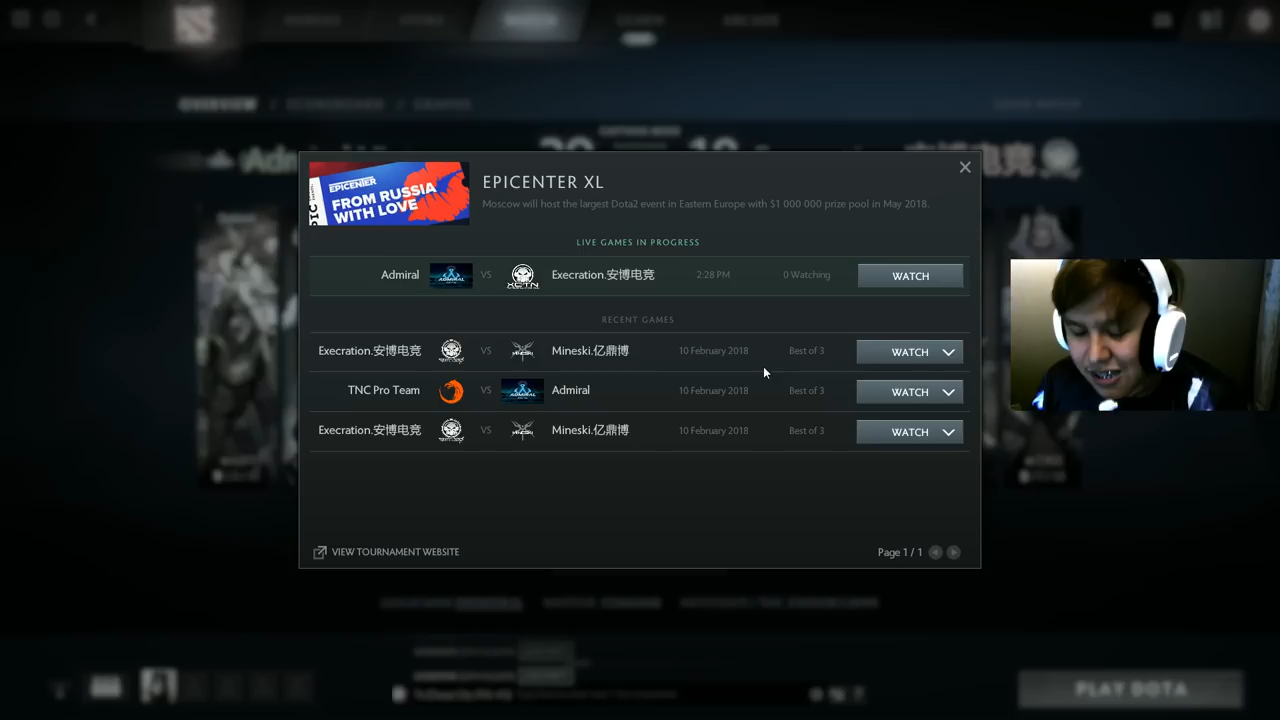 EPICENTER
FROM RUSSIA
WITH LOVE
EPICENTER XL
Moscow will host the largest Dota2 event in Eastern Europe with $1 000 000 prize pool in May 2018.
LIVE GAMES IN PROGRESS
Admiral ADMIRAL VS XCTN Execration.安博电竞 2:28 PM 0 Watching WATCH
RECENT GAMES
Execration.安博电竞 VS Mineski.亿鼎博 10 February 2018 Best of 3 WATCH
TNC Pro Team VS Admiral 10 February 2018 Best of 3 WATCH
Execration.安博电竞 VS Mineski.亿鼎博 10 February 2018 Best of 3 WATCH
VIEW TOURNAMENT WEBSITE Page 1 / 1
PLAY DOTA